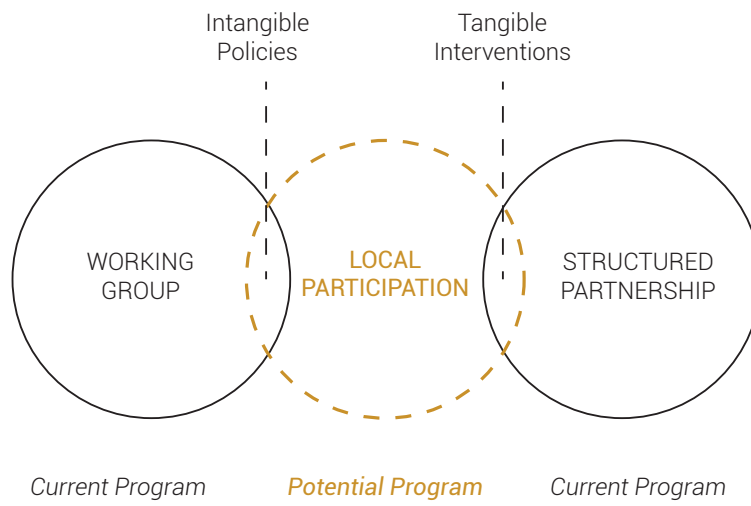 Intangible
Policies
Tangible
Interventions
WORKING
GROUP
LOCAL
PARTICIPATION
STRUCTURED
PARTNERSHIP
Current Program
Potential Program
Current Program